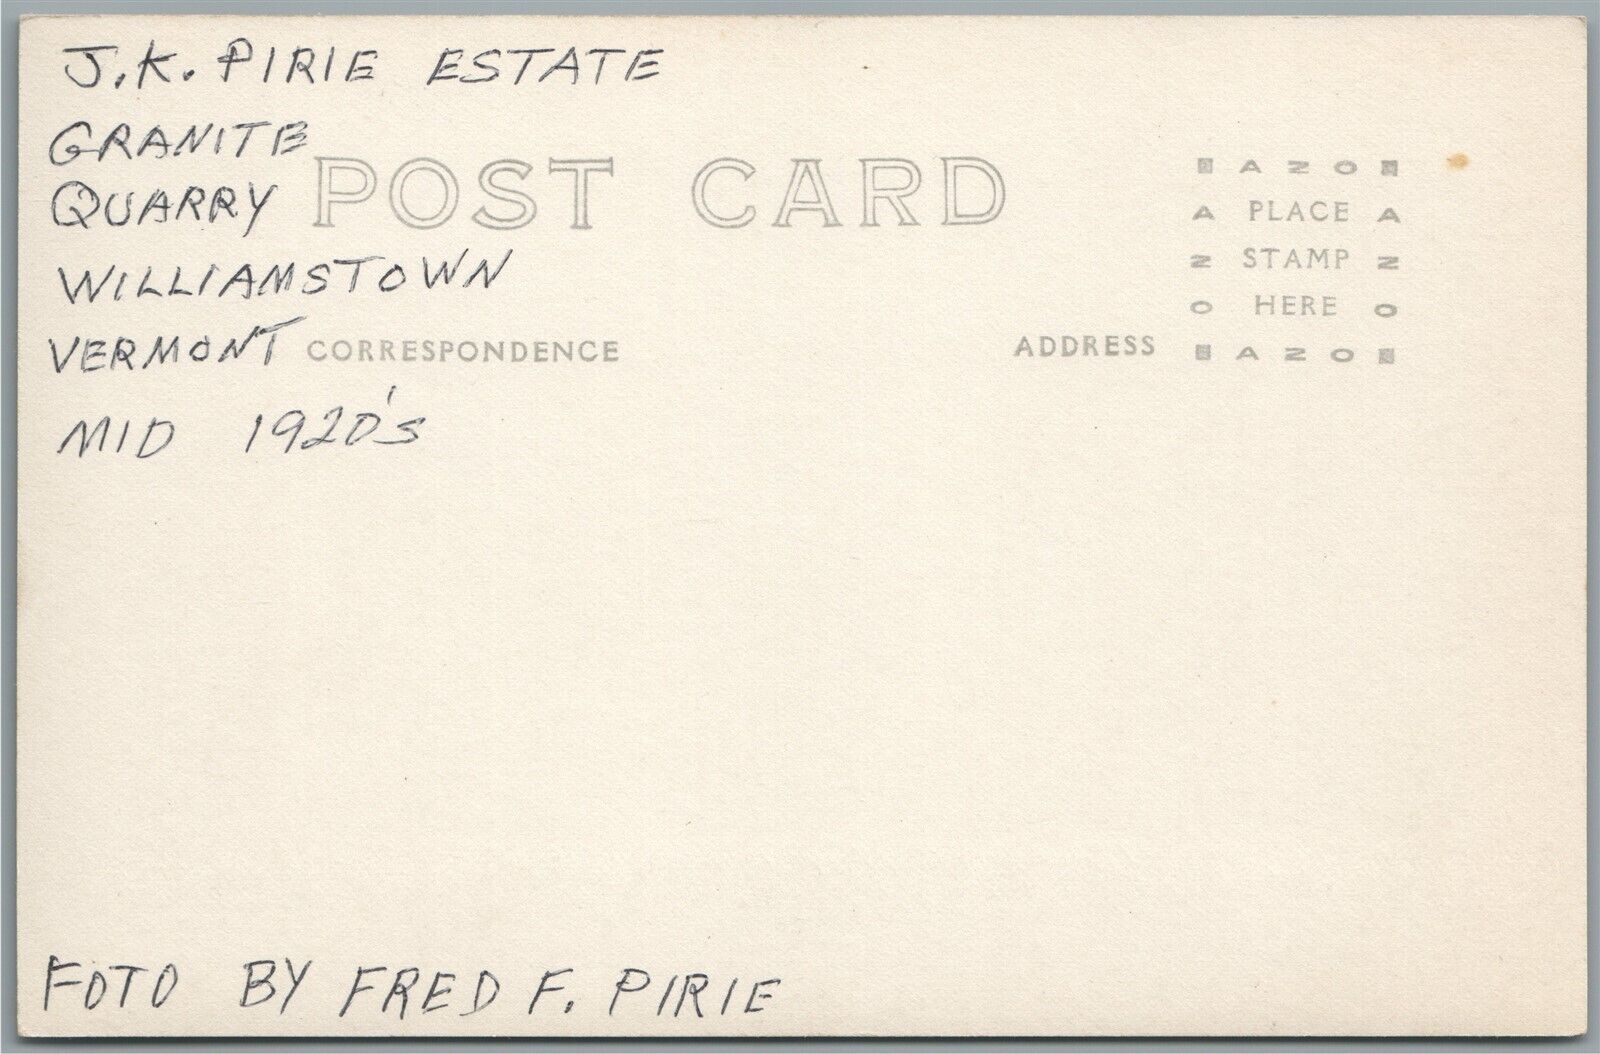 J.K. PIRIE ESTATE
GRANITE
QUARRY
WILLIAMSTOWN
VERMONT
MID 1920's
POST CARD
CORRESPONDENCE
ADDRESS
AZO
A PLACE A
Z STAMP Z
O HERE O
AZO
FOTO BY FRED F. PIRIE